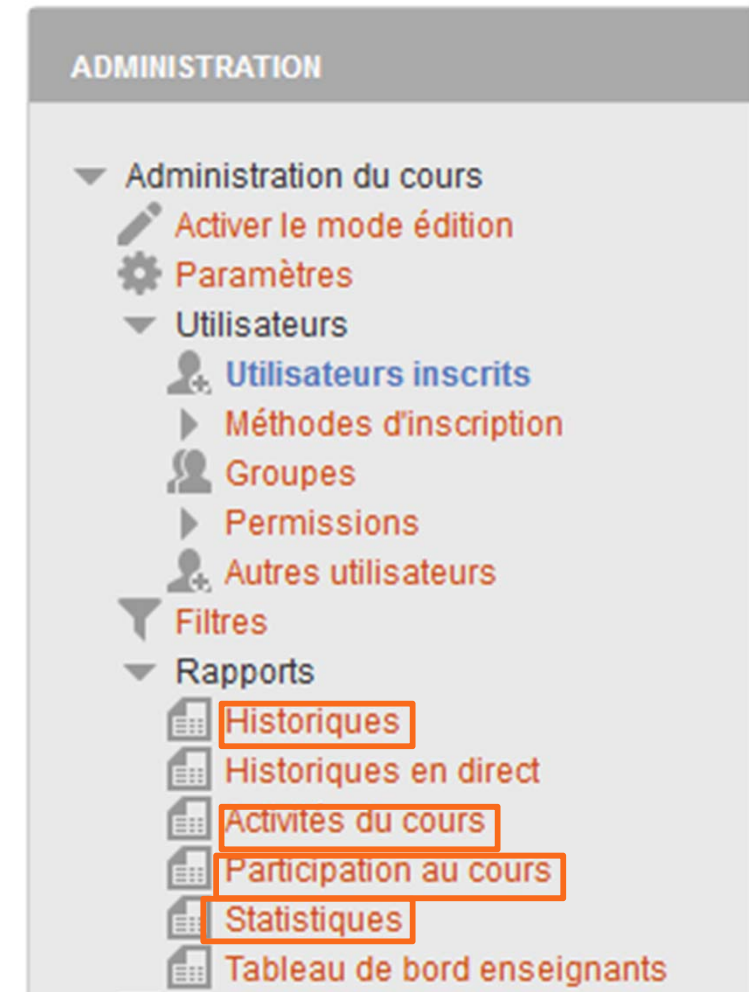 ADMINISTRATION
Administration du cours
Activer le mode édition
Paramètres
Utilisateurs
Utilisateurs inscrits
Méthodes d'inscription
Groupes
Permissions
Autres utilisateurs
Filtres
Rapports
Historiques
Historiques en direct
Activités du cours
Participation au cours
Statistiques
Tableau de bord enseignants